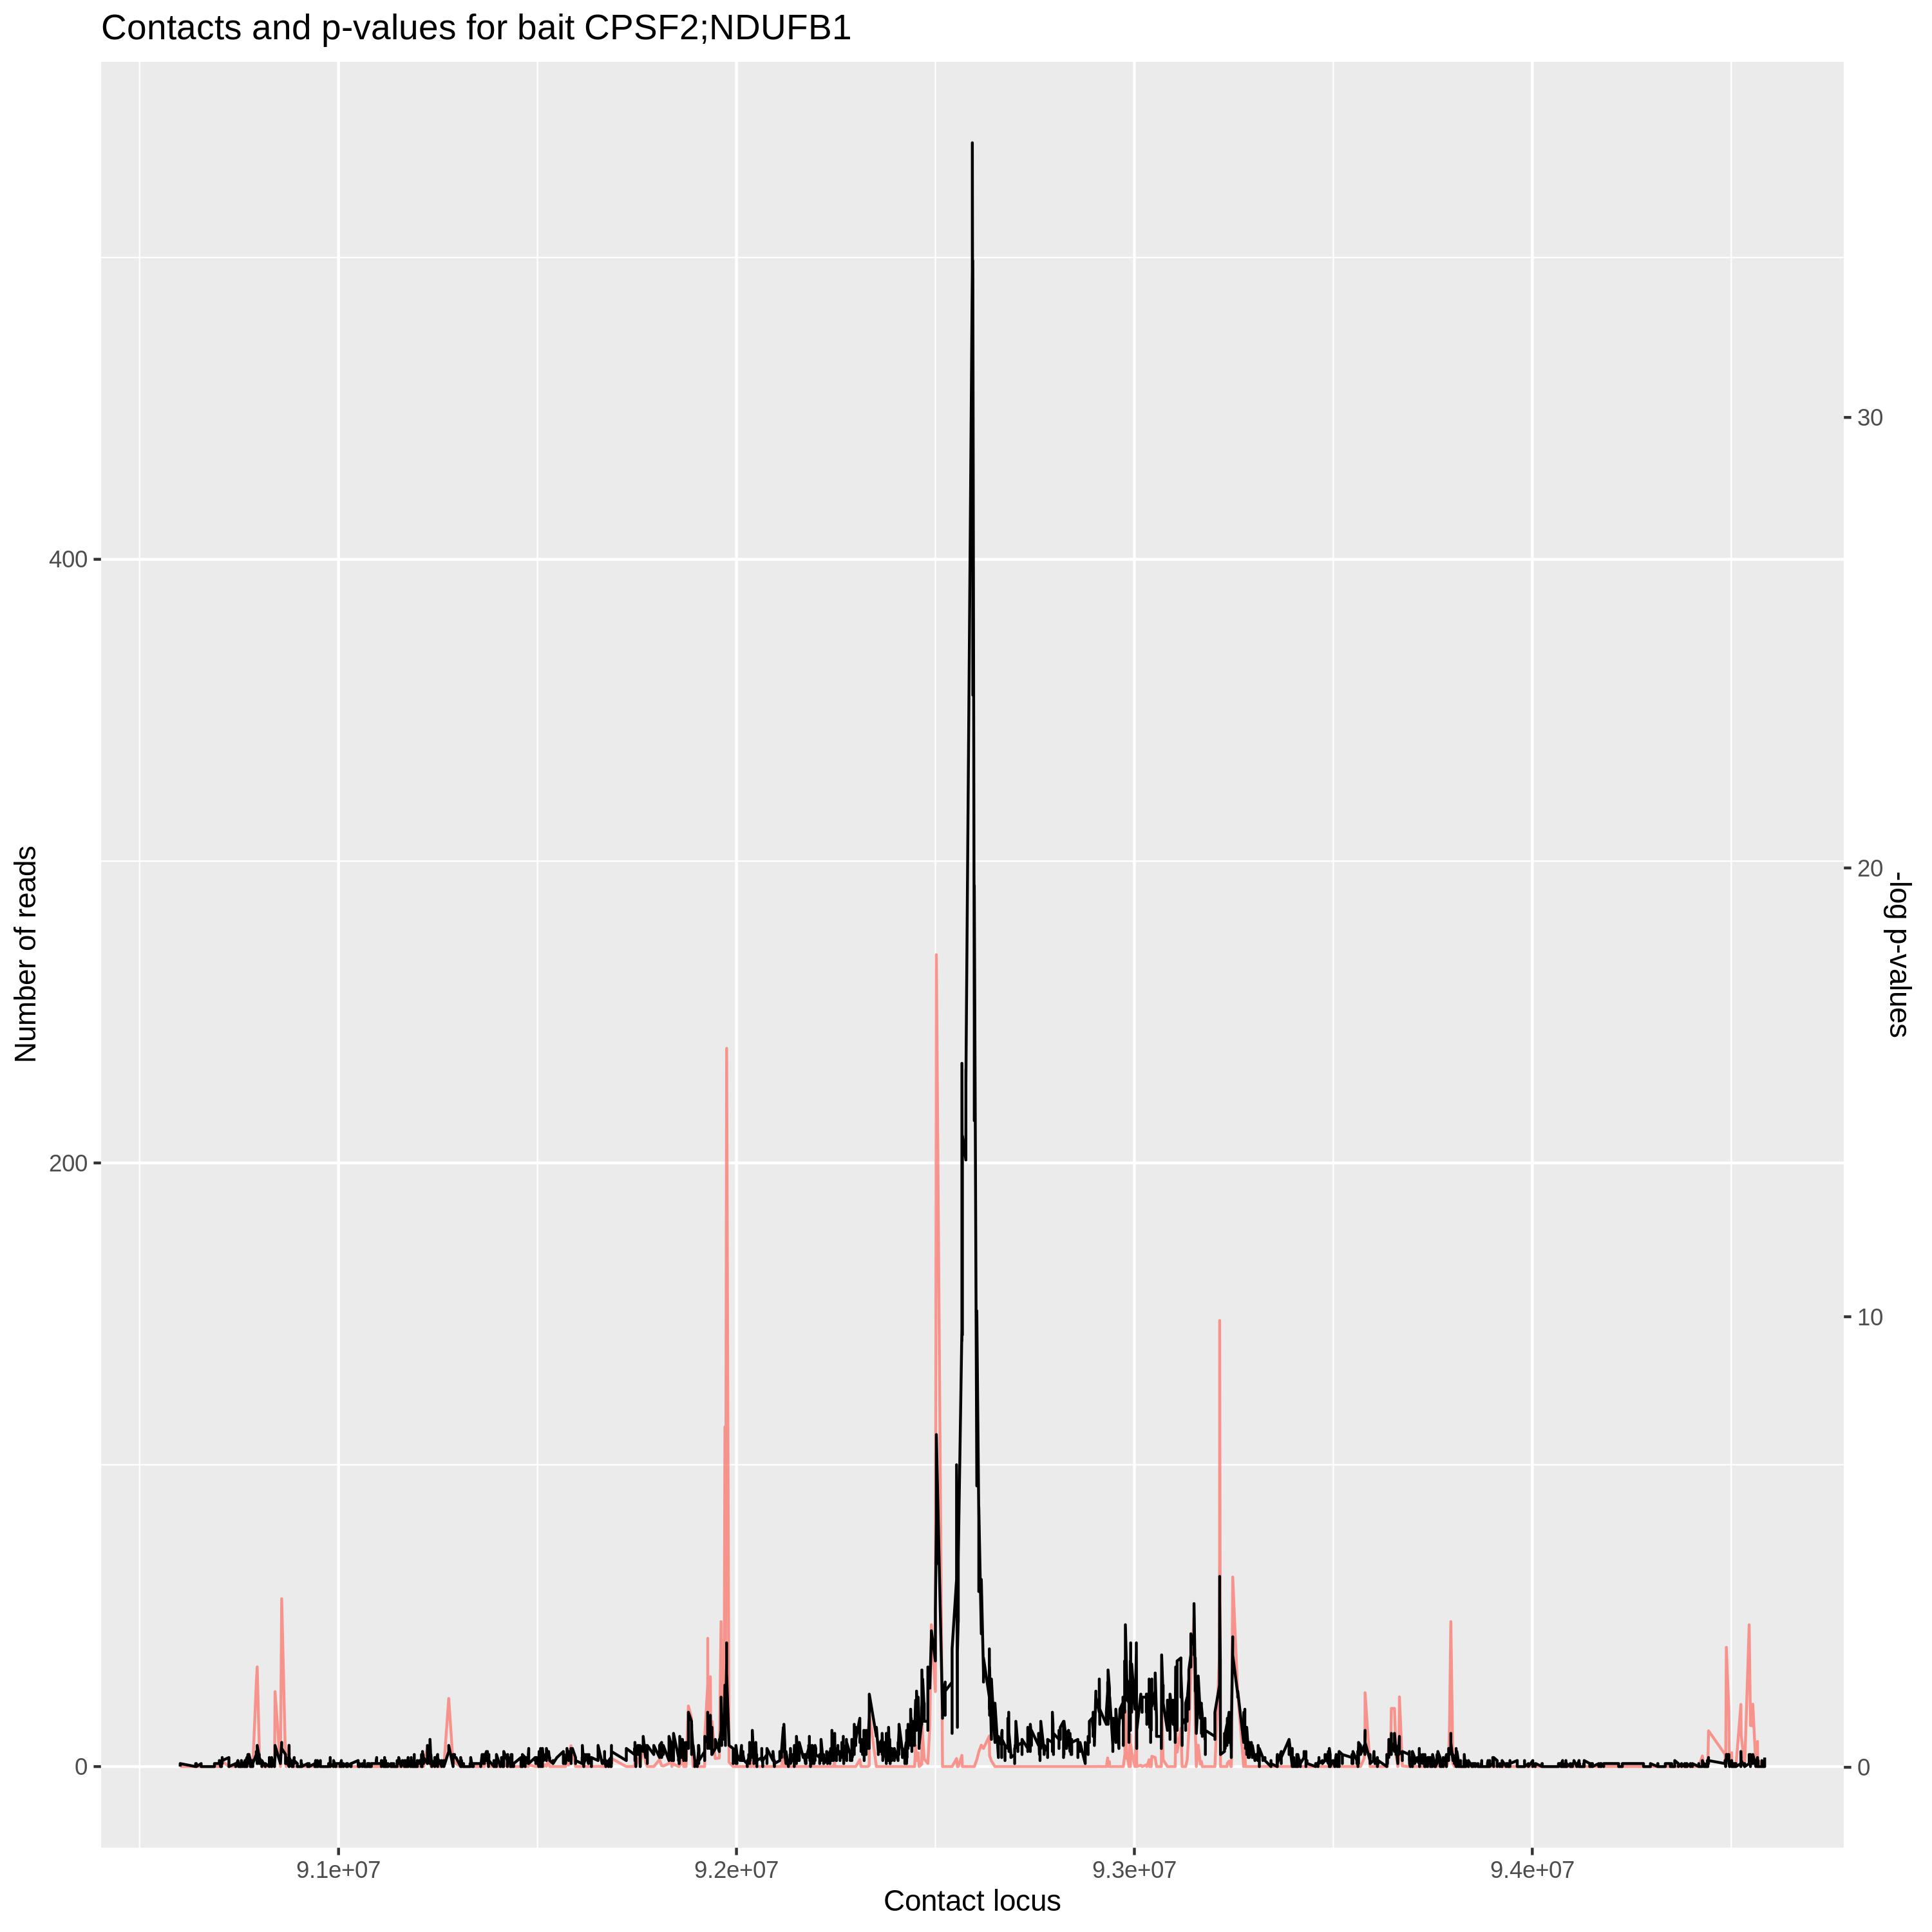 Contacts and p-values for bait CPSF2;NDUFB1
Number of reads
400
200
0
30
20
10
0
-log p-values
9.1e+07
9.2e+07
9.3e+07
9.4e+07
Contact locus